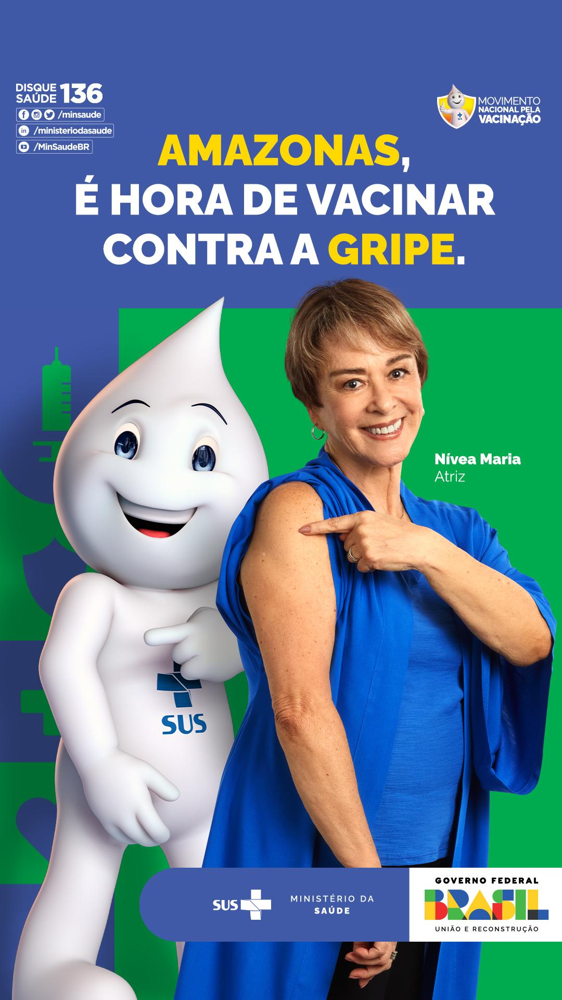 DISQUE
SAÚDE 136
/minsaude
/ministeriodasaude
/MinSaudeBR
MOVIMENTO
NACIONAL PELA
VACINAÇÃO
AMAZONAS,
É HORA DE VACINAR
CONTRA A GRIPE.
Nívea Maria
Atriz
SUS
SUS
MINISTÉRIO DA
SAÚDE
GOVERNO FEDERAL
BRASIL
UNIÃO E RECONSTRUÇÃO